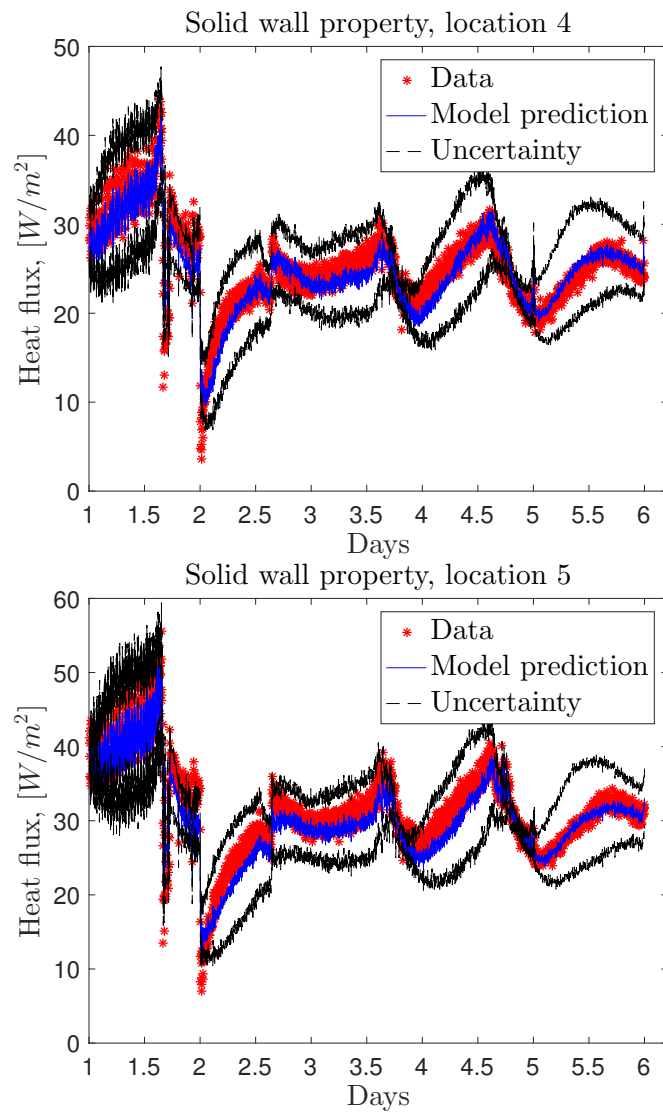 Solid wall property, location 4
Heat flux, [W/m²]
50
40
30
20
10
0
Data
Model prediction
Uncertainty
1 1.5 2 2.5 3 3.5 4 4.5 5 5.5 6
Days
Solid wall property, location 5
Heat flux, [W/m²]
60
50
40
30
20
10
0
Data
Model prediction
Uncertainty
1 1.5 2 2.5 3 3.5 4 4.5 5 5.5 6
Days